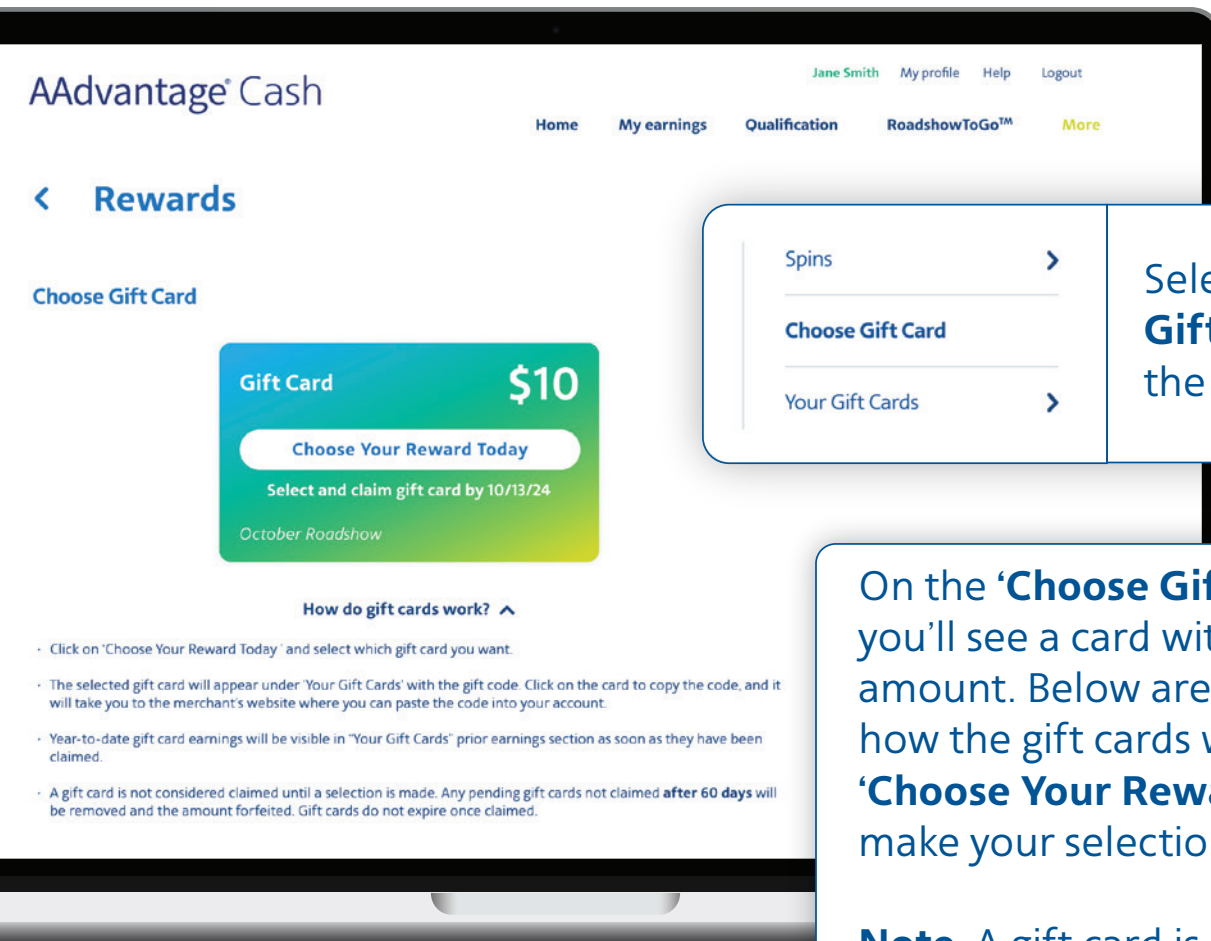 AAdvantage® Cash
Jane Smith My profile Help Logout
Home My earnings Qualification RoadshowToGo™ More
Rewards
Choose Gift Card
Gift Card $10
Choose Your Reward Today
Select and claim gift card by 10/13/24
October Roadshow
How do gift cards work?
· Click on 'Choose Your Reward Today ' and select which gift card you want.
· The selected gift card will appear under 'Your Gift Cards' with the gift code. Click on the card to copy the code, and it
will take you to the merchant's website where you can paste the code into your account.
· Year-to-date gift card earnings will be visible in "Your Gift Cards" prior earnings section as soon as they have been
claimed.
· A gift card is not considered claimed until a selection is made. Any pending gift cards not claimed after 60 days will
be removed and the amount forfeited. Gift cards do not expire once claimed.
Spins
Choose Gift Card
Your Gift Cards
the
On the 'Choose
you'll see a card
amount. Below are
how the gift cards
'Choose Your
make your
Note. A gift card is